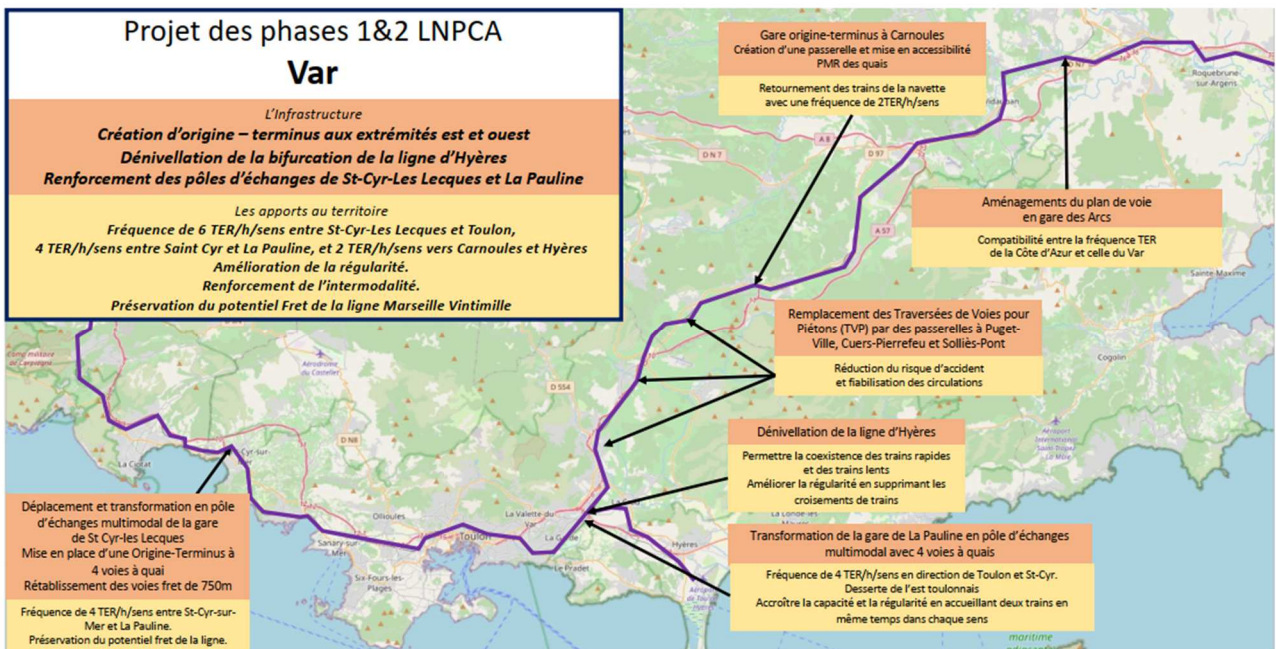 Projet des phases 1&2 LNPCA
Var
L'Infrastructure
Création d'origine – terminus aux extrémités est et ouest
Dénivellation de la bifurcation de la ligne d'Hyères
Renforcement des pôles d'échanges de St-Cyr-Les Lecques et La Pauline
Les apports au territoire
Fréquence de 6 TER/h/sens entre St-Cyr-Les Lecques et Toulon,
4 TER/h/sens entre Saint Cyr et La Pauline, et 2 TER/h/sens vers Carnoules et Hyères
Amélioration de la régularité.
Renforcement de l'intermodalité.
Préservation du potentiel Fret de la ligne Marseille Vintimille
Gare origine-terminus à Carnoules
Création d'une passerelle et mise en accessibilité
PMR des quais
Retournement des trains de la navette
avec une fréquence de 2TER/h/sens
Aménagements du plan de voie
en gare des Arcs
Compatibilité entre la fréquence TER
de la Côte d'Azur et celle du Var
Remplacement des Traversées de Voies pour
Piétons (TVP) par des passerelles à Puget-
Ville, Cuers-Pierrefeu et Solliès-Pont
Réduction du risque d'accident
et fiabilisation des circulations
Dénivellation de la ligne d'Hyères
Permettre la coexistence des trains rapides
et des trains lents
Améliorer la régularité en supprimant les
croisements de trains
Transformation de la gare de La Pauline en pôle d'échanges
multimodal avec 4 voies à quais
Fréquence de 4 TER/h/sens en direction de Toulon et St-Cyr.
Desserte de l'est toulonnais
Accroître la capacité et la régularité en accueillant deux trains en
même temps dans chaque sens
Déplacement et transformation en pôle
d'échanges multimodal de la gare
de St Cyr-les Lecques
Mise en place d'une Origine-Terminus à
4 voies à quai
Rétablissement des voies fret de 750m
Fréquence de 4 TER/h/sens entre St-Cyr-sur-
Mer et La Pauline.
Préservation du potentiel fret de la ligne.
Roquebrune
-sur-Argens
D N7
A 8
D N 7
D 97
A 57
Sainte Maxime
Cogolin
Aéroport
International
Saint-Tropez
La Môle
Aérodrome
du Castellet
D 554
D N8
La Ciotat
Cyr-sur-
Ollioules
Sanary-sur-
Mer
Six-Fours-les-
Plages
Toulon
La Valette-du-
Var
La Garde
Le Pradet
Hyères
maritime